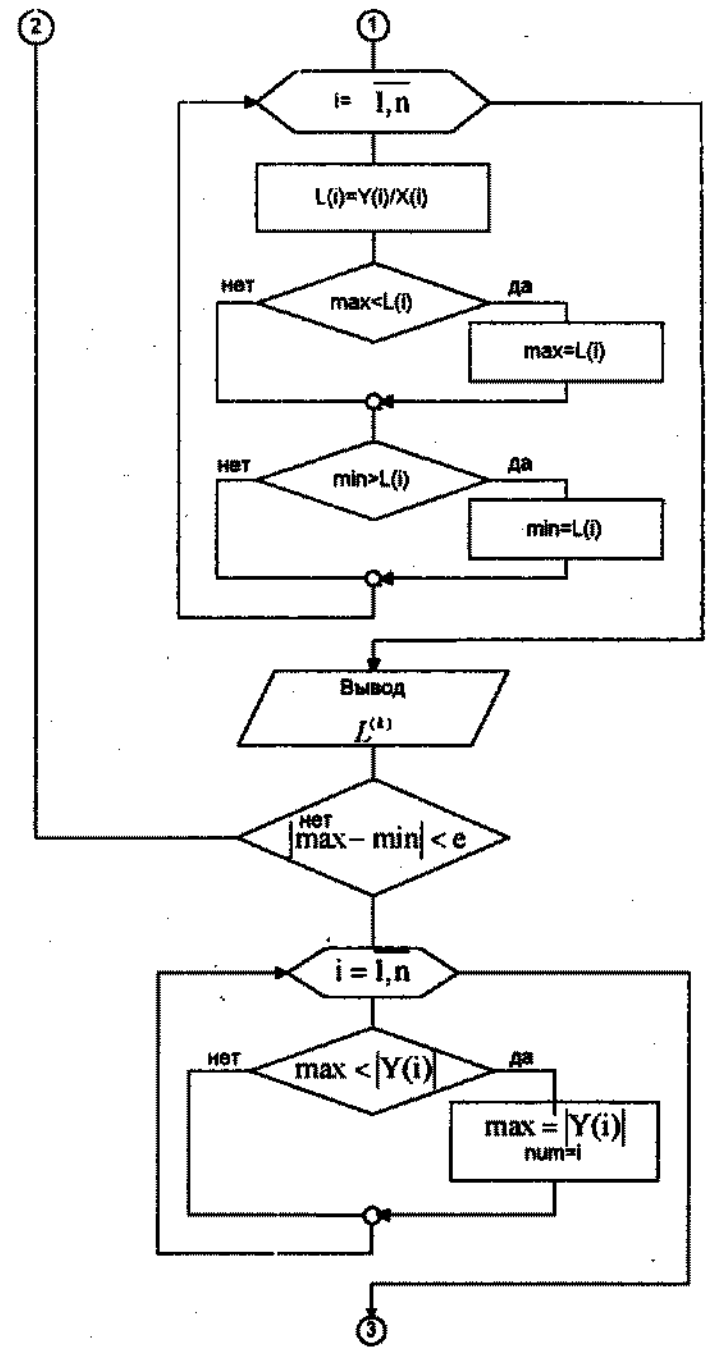 2
1
i= 1,n
L(i)=Y(i)/X(i)
нет
max<L(i)
да
max=L(i)
нет
min>L(i)
да
min=L(i)
Вывод
L⁽ᵏ⁾
нет
|max− min| < e
i = 1,n
нет
max < |Y(i)|
да
max = |Y(i)|
num=i
3